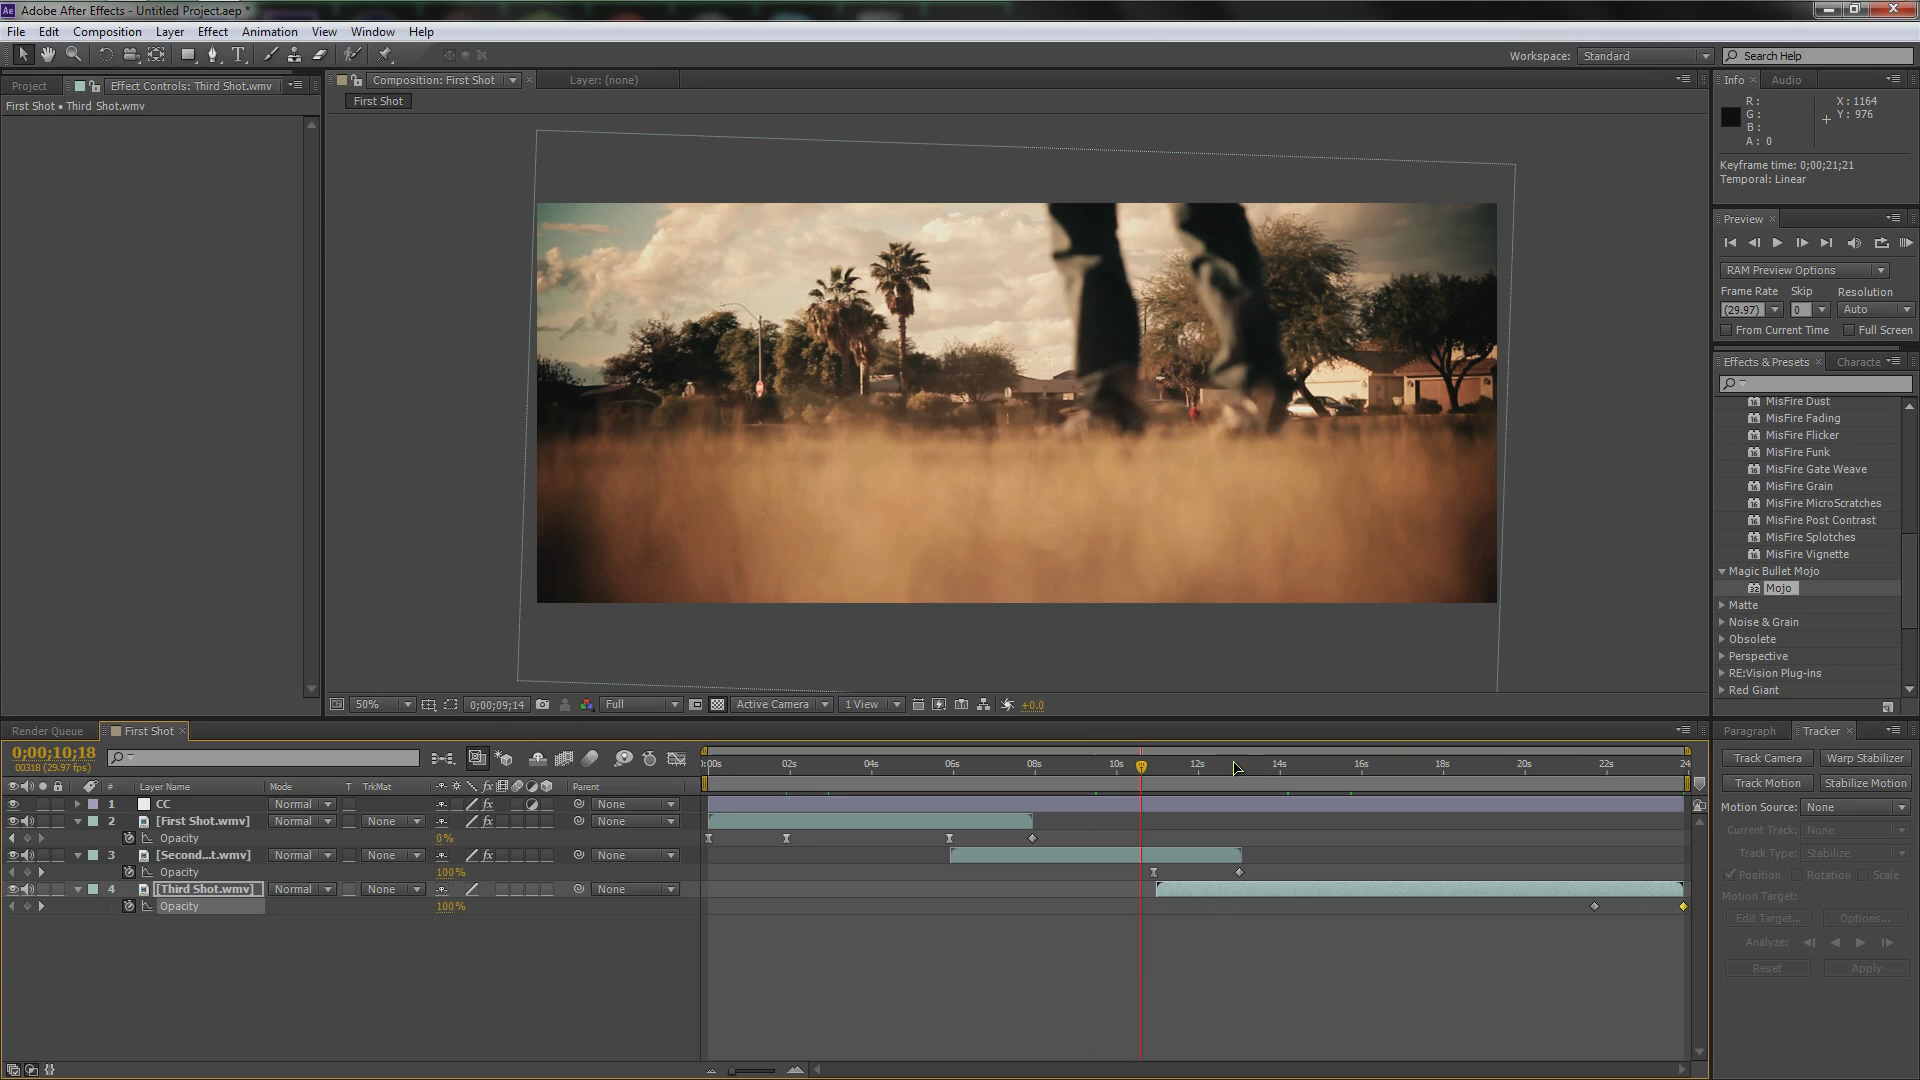 Adobe After Effects - Untitled Project.aep *
File Edit Composition Layer Effect Animation View Window Help
Workspace: Standard Search Help
Project Effect Controls: Third Shot.wmv Composition: First Shot Layer: (none) Info Audio
First Shot • Third Shot.wmv
First Shot
R :
G :
B :
A : 0
X : 1164
Y : 976
Keyframe time: 0;00;21;21
Temporal: Linear
Preview
RAM Preview Options
Frame Rate Skip Resolution
(29.97) 0 Auto
From Current Time Full Screen
Effects & Presets Characte
MisFire Dust
MisFire Fading
MisFire Flicker
MisFire Funk
MisFire Gate Weave
MisFire Grain
MisFire MicroScratches
MisFire Post Contrast
MisFire Splotches
MisFire Vignette
Magic Bullet Mojo
Mojo
Matte
Noise & Grain
Obsolete
Perspective
RE:Vision Plug-ins
Red Giant
50% 0;00;09;14 Full Active Camera 1 View +0.0
Render Queue First Shot
0;00;10;18
00318 (29.97 fps)
0:00s 02s 04s 06s 08s 10s 12s 14s 16s 18s 20s 22s 24
# Layer Name Mode T TrkMat Parent
1 CC Normal None
2 [First Shot.wmv] Normal None None
Opacity 0%
3 [Second...t.wmv] Normal None None
Opacity 100%
4 [Third Shot.wmv] Normal None None
Opacity 100%
Paragraph Tracker
Track Camera Warp Stabilizer
Track Motion Stabilize Motion
Motion Source: None
Current Track: None
Track Type: Stabilize
Position Rotation Scale
Motion Target:
Edit Target... Options...
Analyze:
Reset Apply